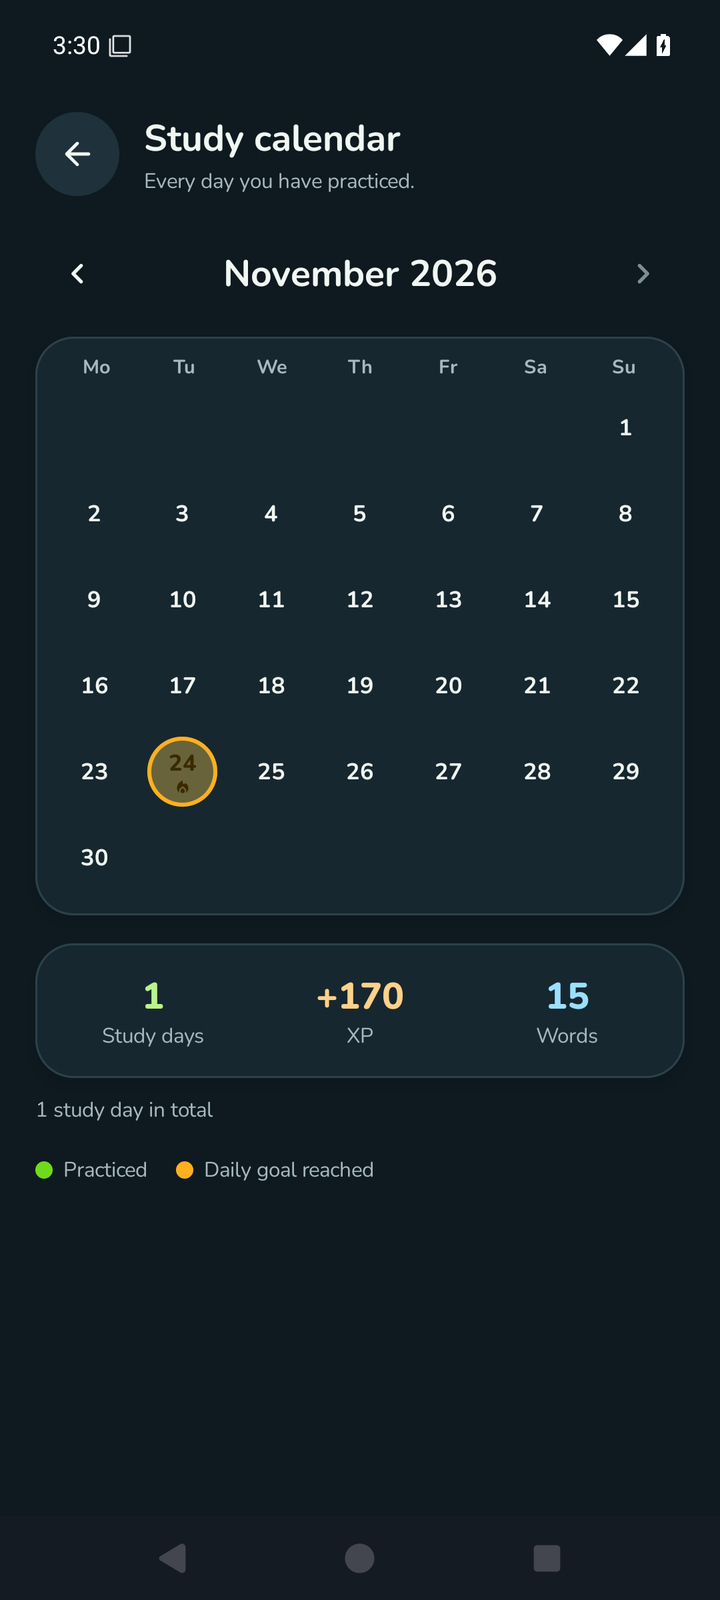 3:30
Study calendar
Every day you have practiced.
November 2026
Mo Tu We Th Fr Sa Su
1
2 3 4 5 6 7 8
9 10 11 12 13 14 15
16 17 18 19 20 21 22
23 24 25 26 27 28 29
30
1 +170 15
Study days XP Words
1 study day in total
Practiced Daily goal reached